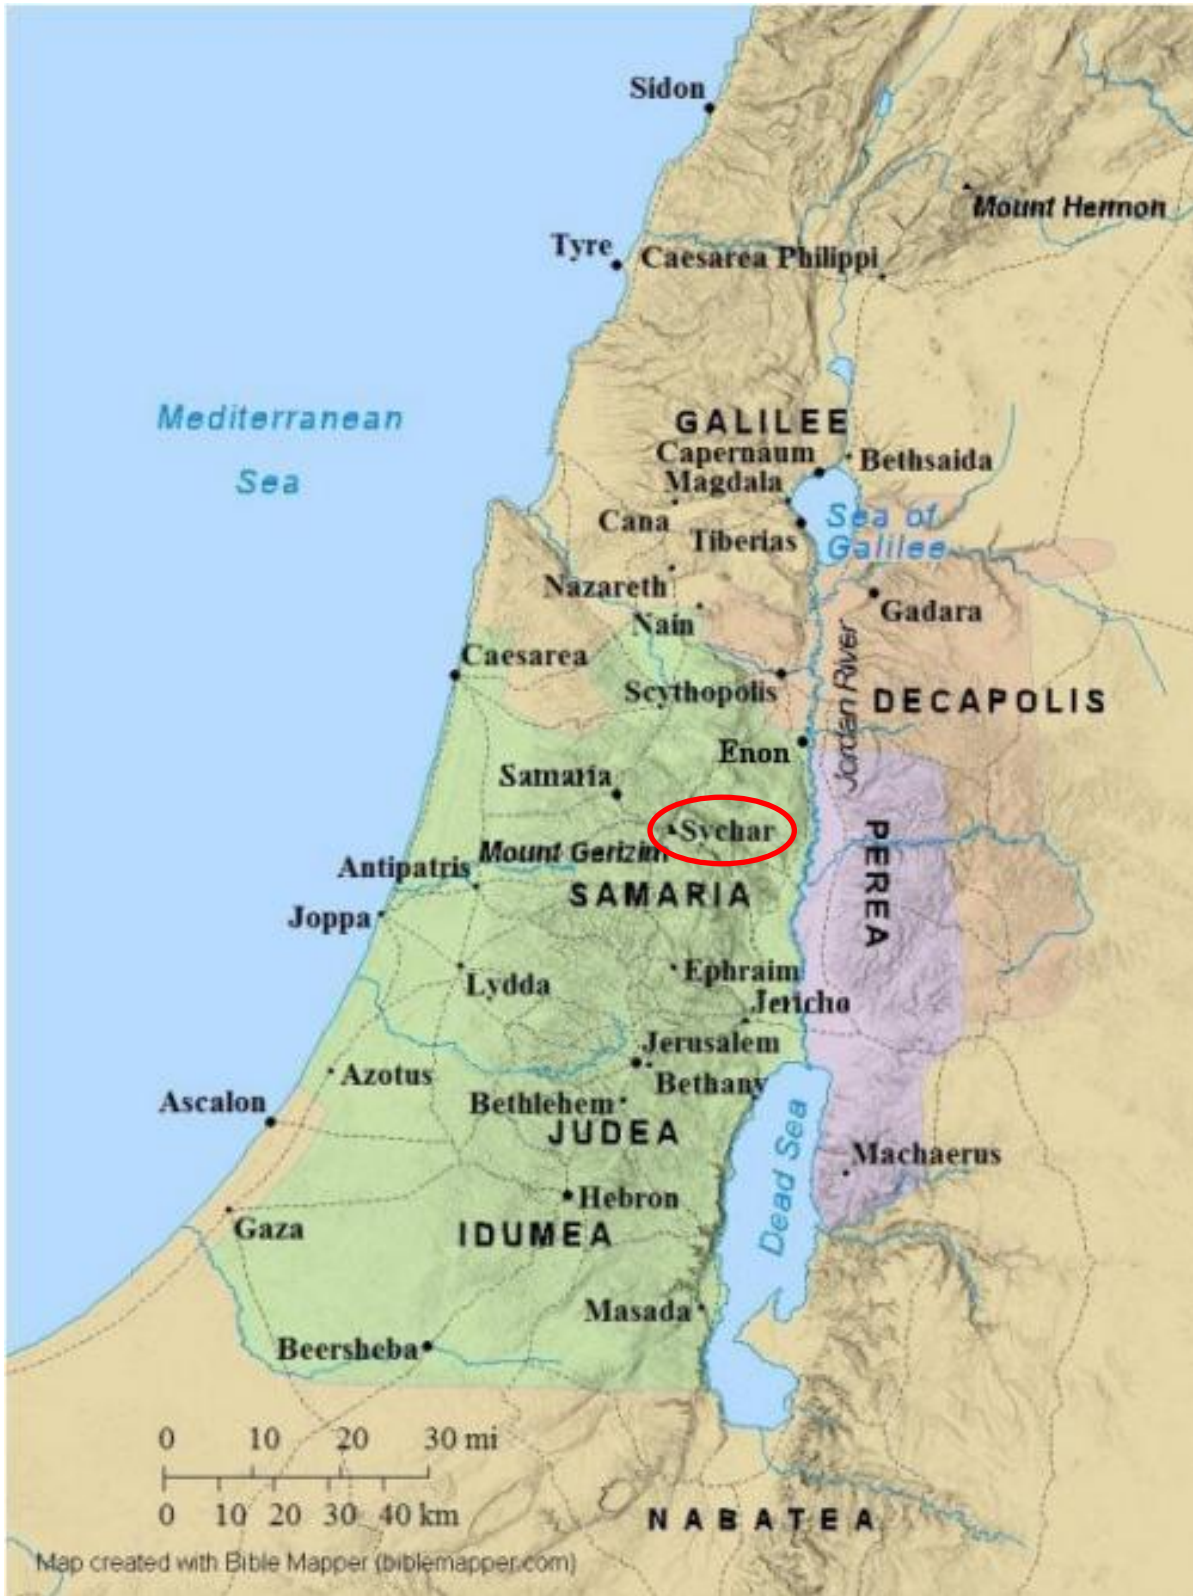 Sidon
Mount Hermon
Tyre
Caesarea Philippi
Mediterranean
Sea
GALILEE
Capernaum
Bethsaida
Magdala
Cana
Sea of
Galilee
Tiberias
Nazareth
Gadara
Nain
Caesarea
Scythopolis
Jordan River
DECAPOLIS
Enon
Samaria
Sychar
PEREA
Mount Gerizim
Antipatris
SAMARIA
Joppa
Ephraim
Lydda
Jericho
Jerusalem
Azotus
Bethany
Ascalon
Bethlehem
JUDEA
Dead Sea
Machaerus
Hebron
Gaza
IDUMEA
Masada
Beersheba
0 10 20 30 mi
0 10 20 30 40 km
NABATEA
Map created with Bible Mapper (biblemapper.com)